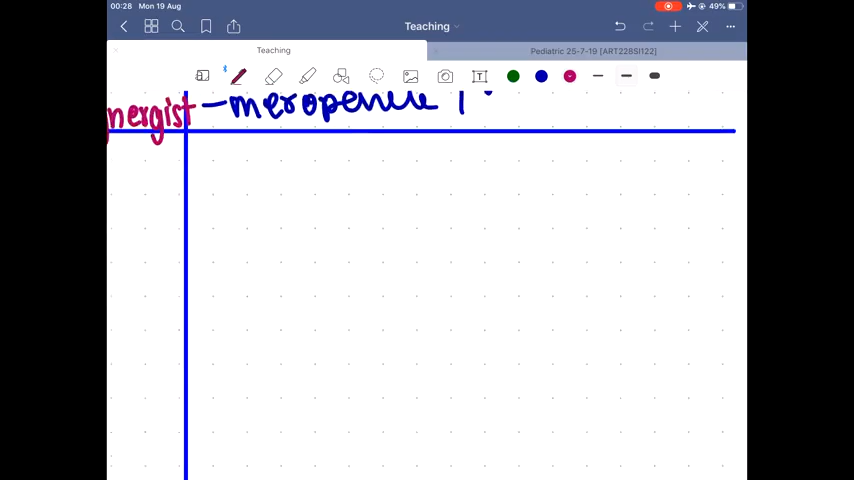 00:28 Mon 19 Aug 49%
Teaching
Teaching Pediatric 25-7-19 [ART228SI122]
T
nergist